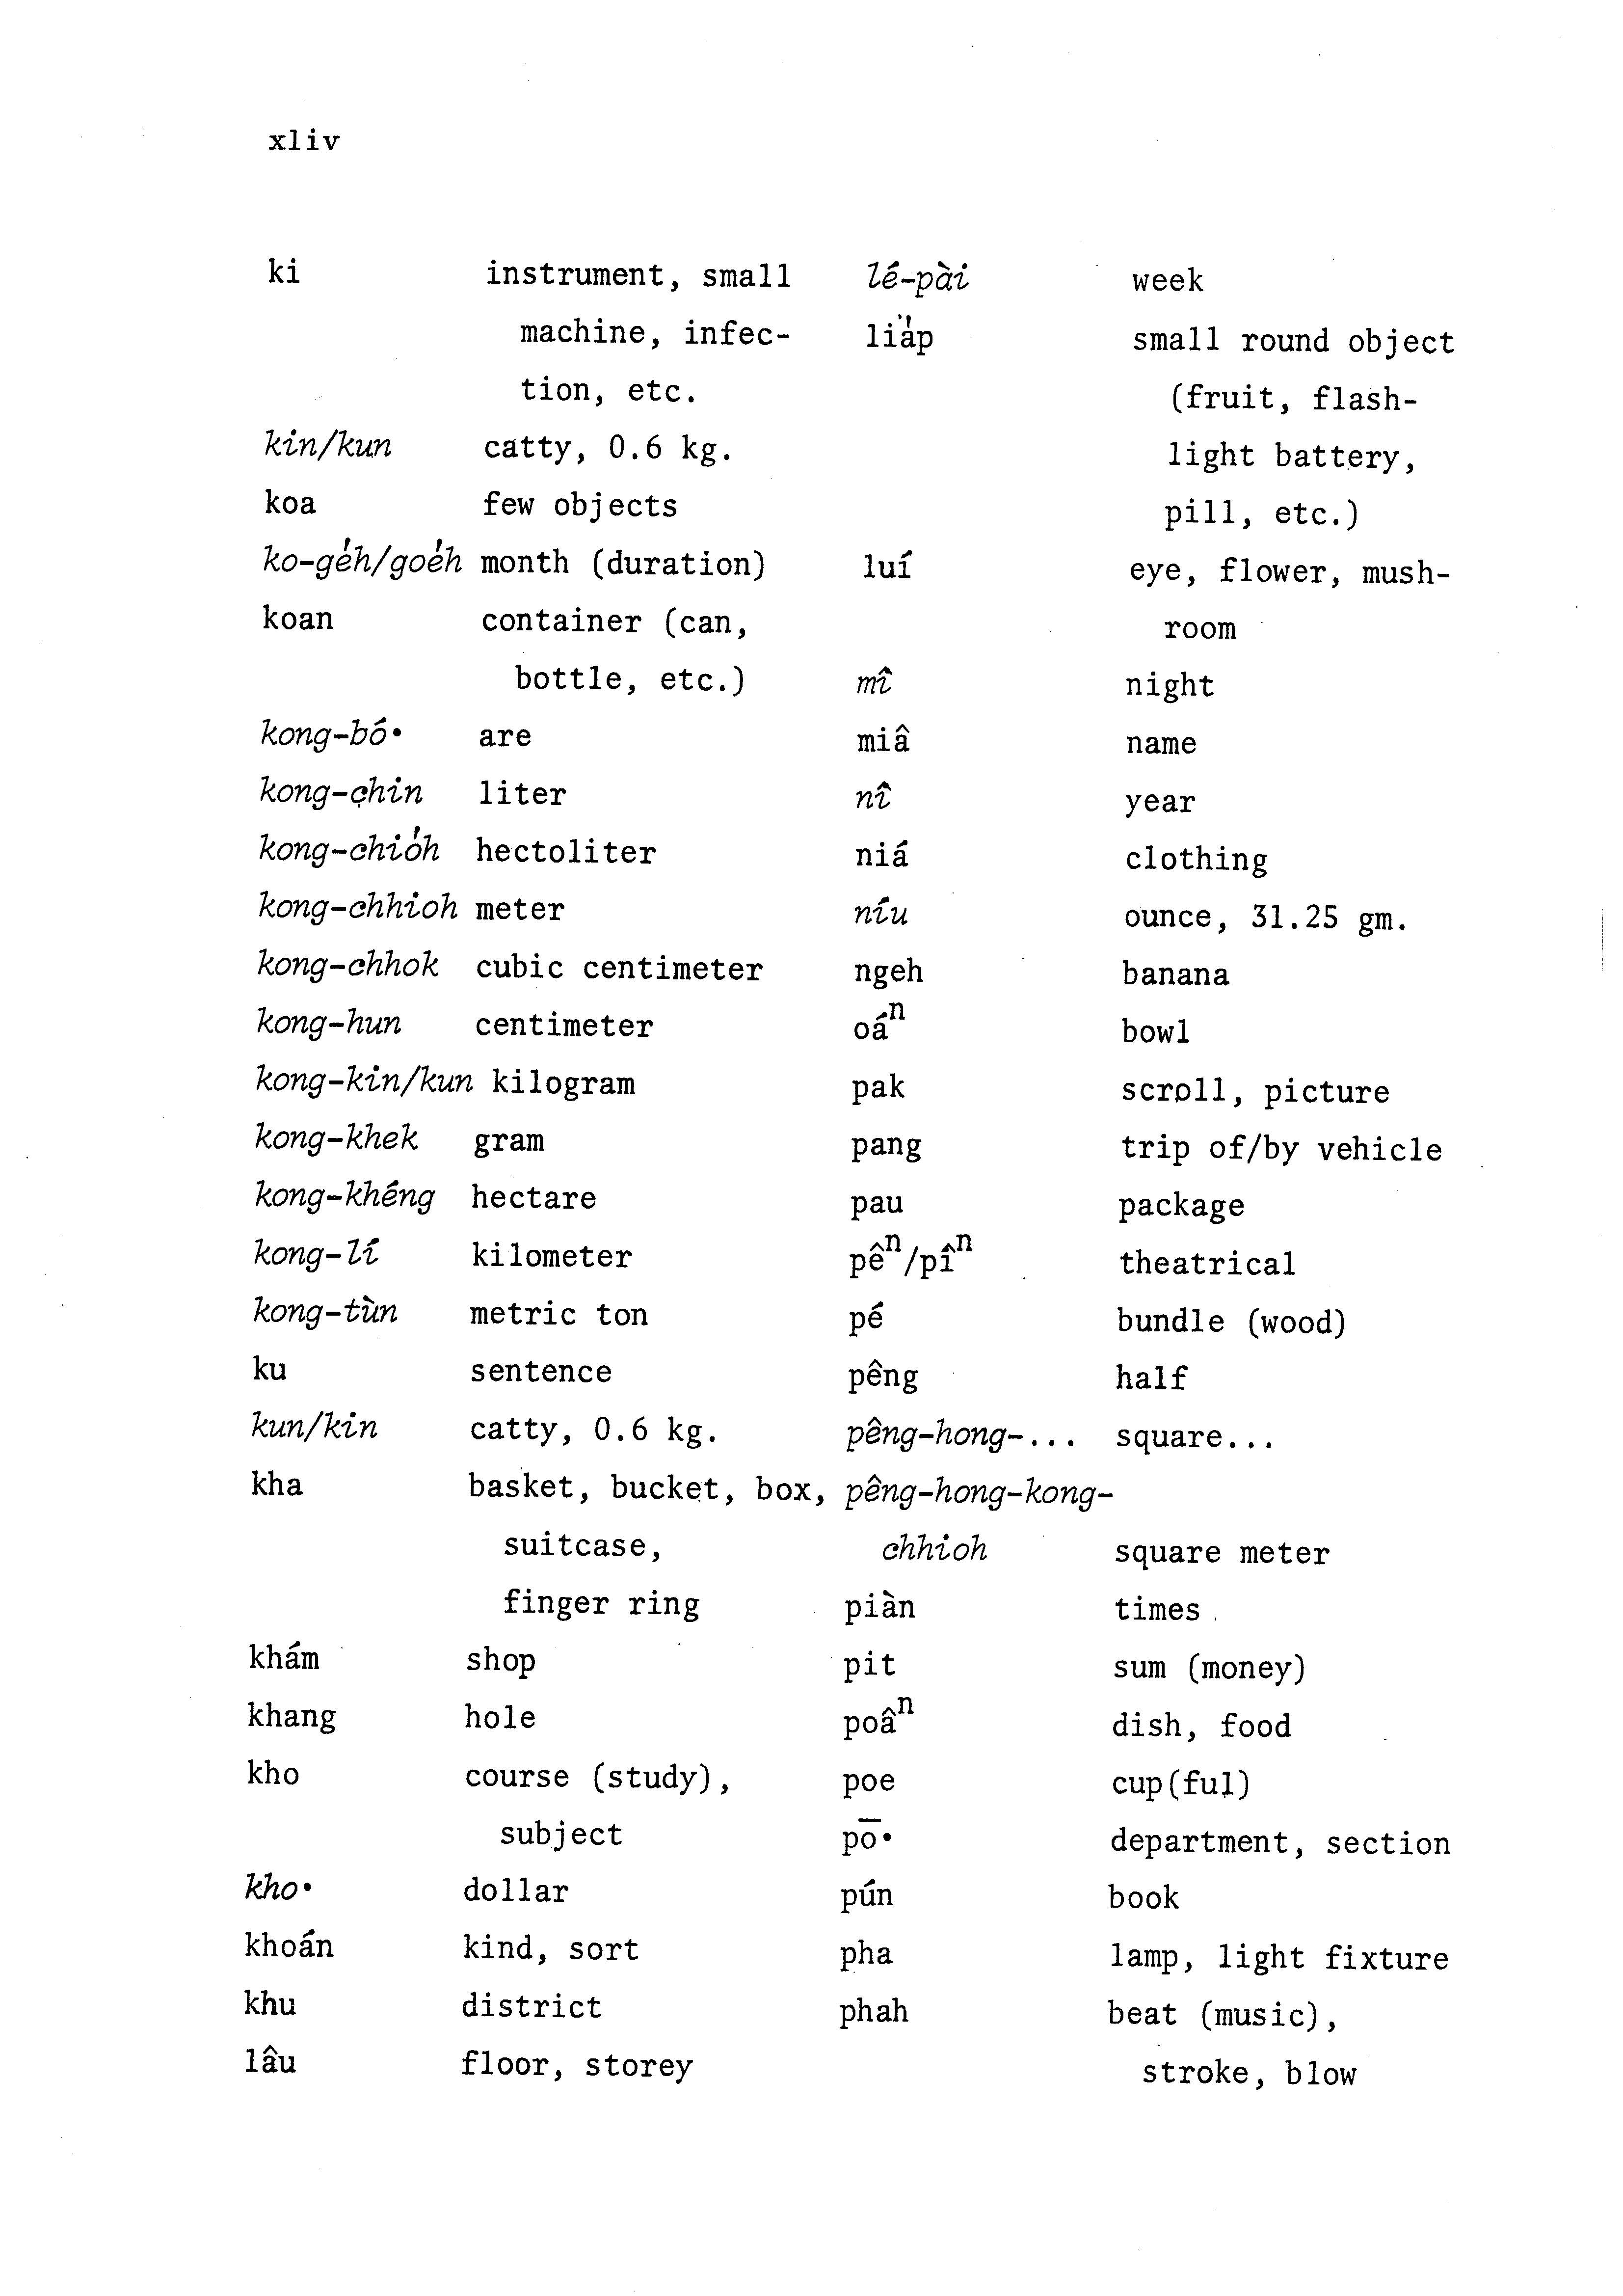 xliv
ki instrument, small
machine, infec-
tion, etc.
kin/kun catty, 0.6 kg.
koa few objects
ko-ge̍h/goe̍h month (duration)
koan container (can,
bottle, etc.)
kong-bó· are
kong-chin liter
kong-chio̍h hectoliter
kong-chhioh meter
kong-chhok cubic centimeter
kong-hun centimeter
kong-kin/kun kilogram
kong-khek gram
kong-khéng hectare
kong-lí kilometer
kong-tùn metric ton
ku sentence
kun/kin catty, 0.6 kg.
kha basket, bucket, box,
suitcase,
finger ring
khám shop
khang hole
kho course (study),
subject
kho· dollar
khoán kind, sort
khu district
lâu floor, storey
lé-pài week
lia̍p small round object
(fruit, flash-
light battery,
pill, etc.)
luí eye, flower, mush-
room
mî night
miâ name
nî year
niá clothing
níu ounce, 31.25 gm.
ngeh banana
oáⁿ bowl
pak scroll, picture
pang trip of/by vehicle
pau package
pêⁿ/pîⁿ theatrical
pé bundle (wood)
pêng half
pêng-hong-... square...
pêng-hong-kong-
chhioh square meter
piàn times
pit sum (money)
poâⁿ dish, food
poe cup(ful)
pō· department, section
pún book
pha lamp, light fixture
phah beat (music),
stroke, blow